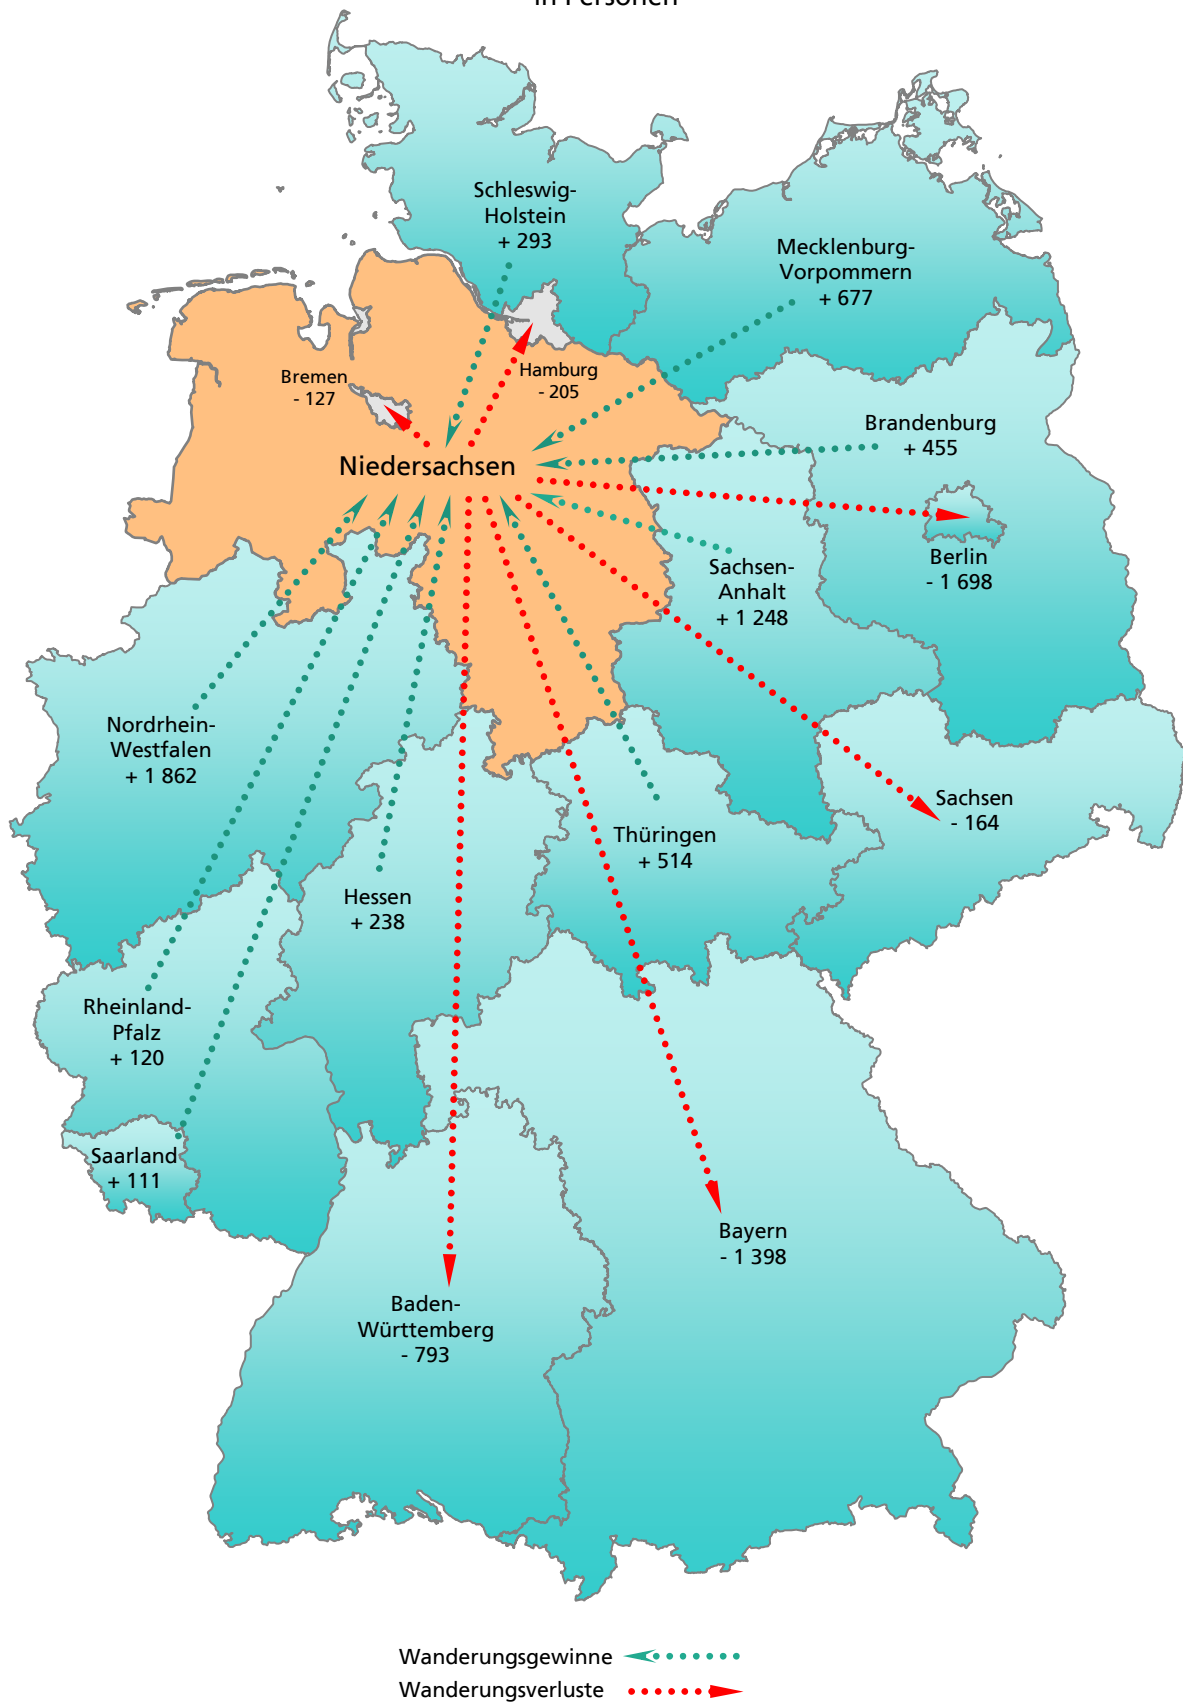 in Personen
Schleswig-
Holstein
+ 293
Mecklenburg-
Vorpommern
+ 677
Bremen
- 127
Hamburg
- 205
Brandenburg
+ 455
Niedersachsen
Berlin
- 1 698
Sachsen-
Anhalt
+ 1 248
Nordrhein-
Westfalen
+ 1 862
Sachsen
- 164
Thüringen
+ 514
Hessen
+ 238
Rheinland-
Pfalz
+ 120
Saarland
+ 111
Bayern
- 1 398
Baden-
Württemberg
- 793
Wanderungsgewinne
Wanderungsverluste